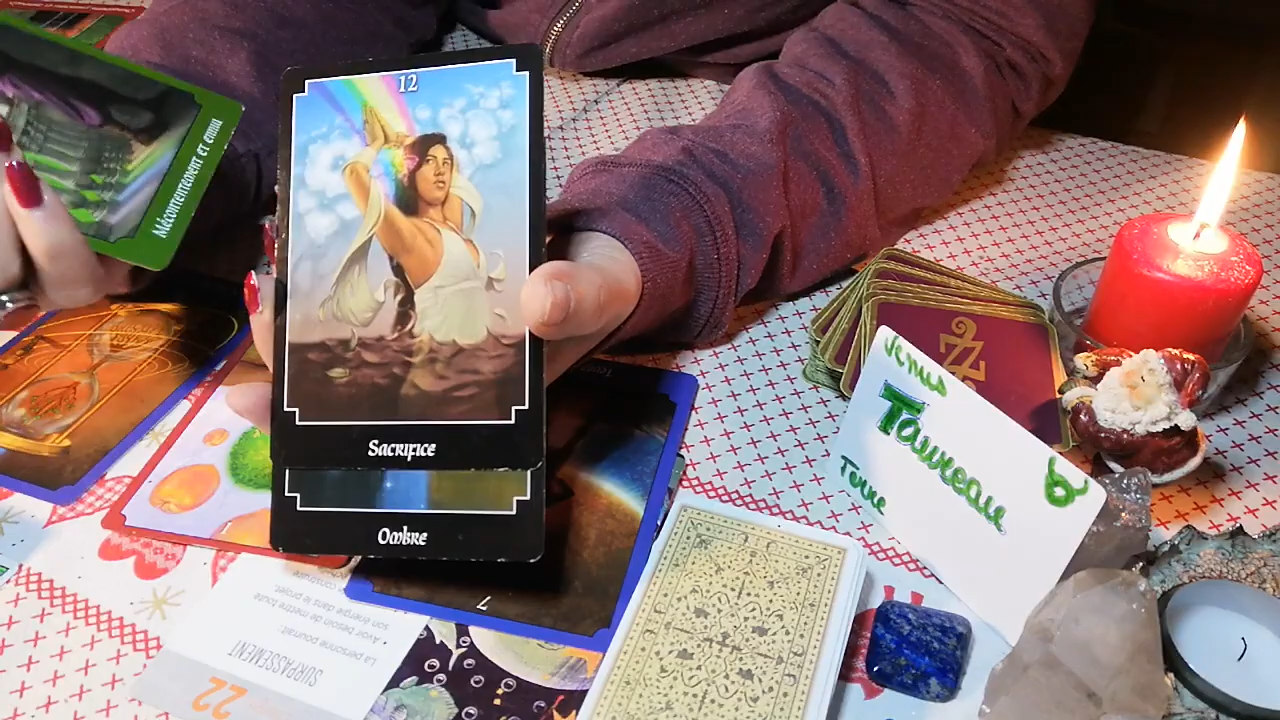 Mécontentement et ennui
12
Sacrifice
Ombre
Venus
Taureau
Terre
7
22
SURPASSEMENT
La personne pourrait :
• Avoir besoin de mettre toute
son énergie dans le projet.
construire